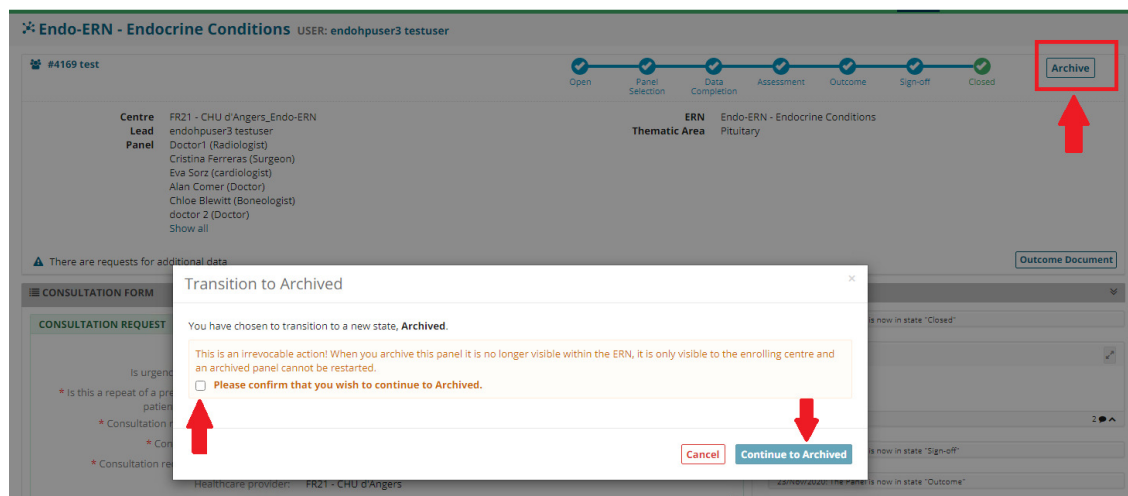 Endo-ERN - Endocrine Conditions USER: endohpuser3 testuser
#4169 test
Open
Panel Selection
Data Completion
Assessment
Outcome
Sign-off
Closed
Archive
Centre FR21 - CHU d'Angers_Endo-ERN
Lead endohpuser3 testuser
Panel Doctor1 (Radiologist)
Cristina Ferreras (Surgeon)
Eva Sorz (cardiologist)
Alan Comer (Doctor)
Chloe Blewitt (Boneologist)
doctor 2 (Doctor)
Show all
ERN Endo-ERN - Endocrine Conditions
Thematic Area Pituitary
There are requests for additional data
Outcome Document
CONSULTATION FORM
CONSULTATION REQUEST
Is urgen
* Is this a repeat of a pre
patien
* Consultation r
* Con
* Consultation re
Healthcare provider: FR21 - CHU d'Angers
Transition to Archived
×
You have chosen to transition to a new state, Archived.
This is an irrevocable action! When you archive this panel it is no longer visible within the ERN, it is only visible to the enrolling centre and
an archived panel cannot be restarted.
Please confirm that you wish to continue to Archived.
Cancel
Continue to Archived
is now in state "Closed"
2
is now in state "Sign-off"
23/Nov/2020: The Panel is now in state "Outcome"